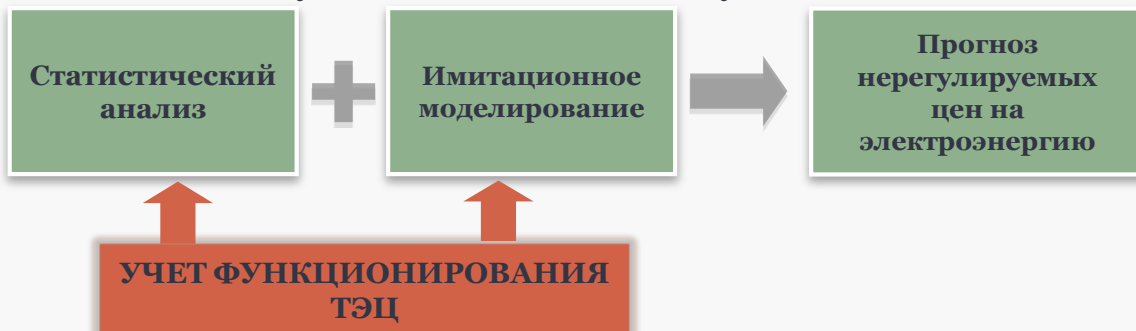 Статистический
анализ
Имитационное
моделирование
Прогноз
нерегулируемых
цен на
электроэнергию
УЧЕТ ФУНКЦИОНИРОВАНИЯ
ТЭЦ